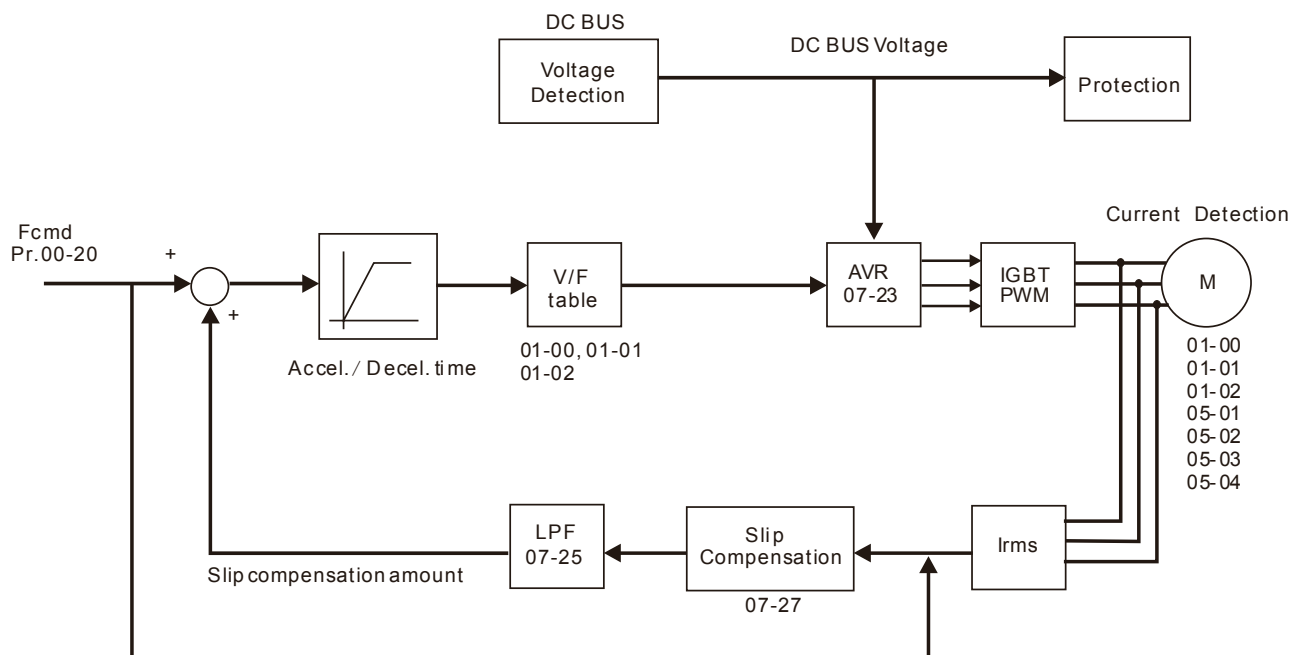 DC BUS
Voltage
Detection
DC BUS Voltage
Protection
Fcmd
Pr.00-20
+
+
Accel./ Decel. time
V/F
table
01-00, 01-01
01-02
AVR
07-23
IGBT
PWM
Current Detection
M
01-00
01-01
01-02
05-01
05-02
05-03
05-04
Irms
Slip
Compensation
07-27
LPF
07-25
Slip compensation amount